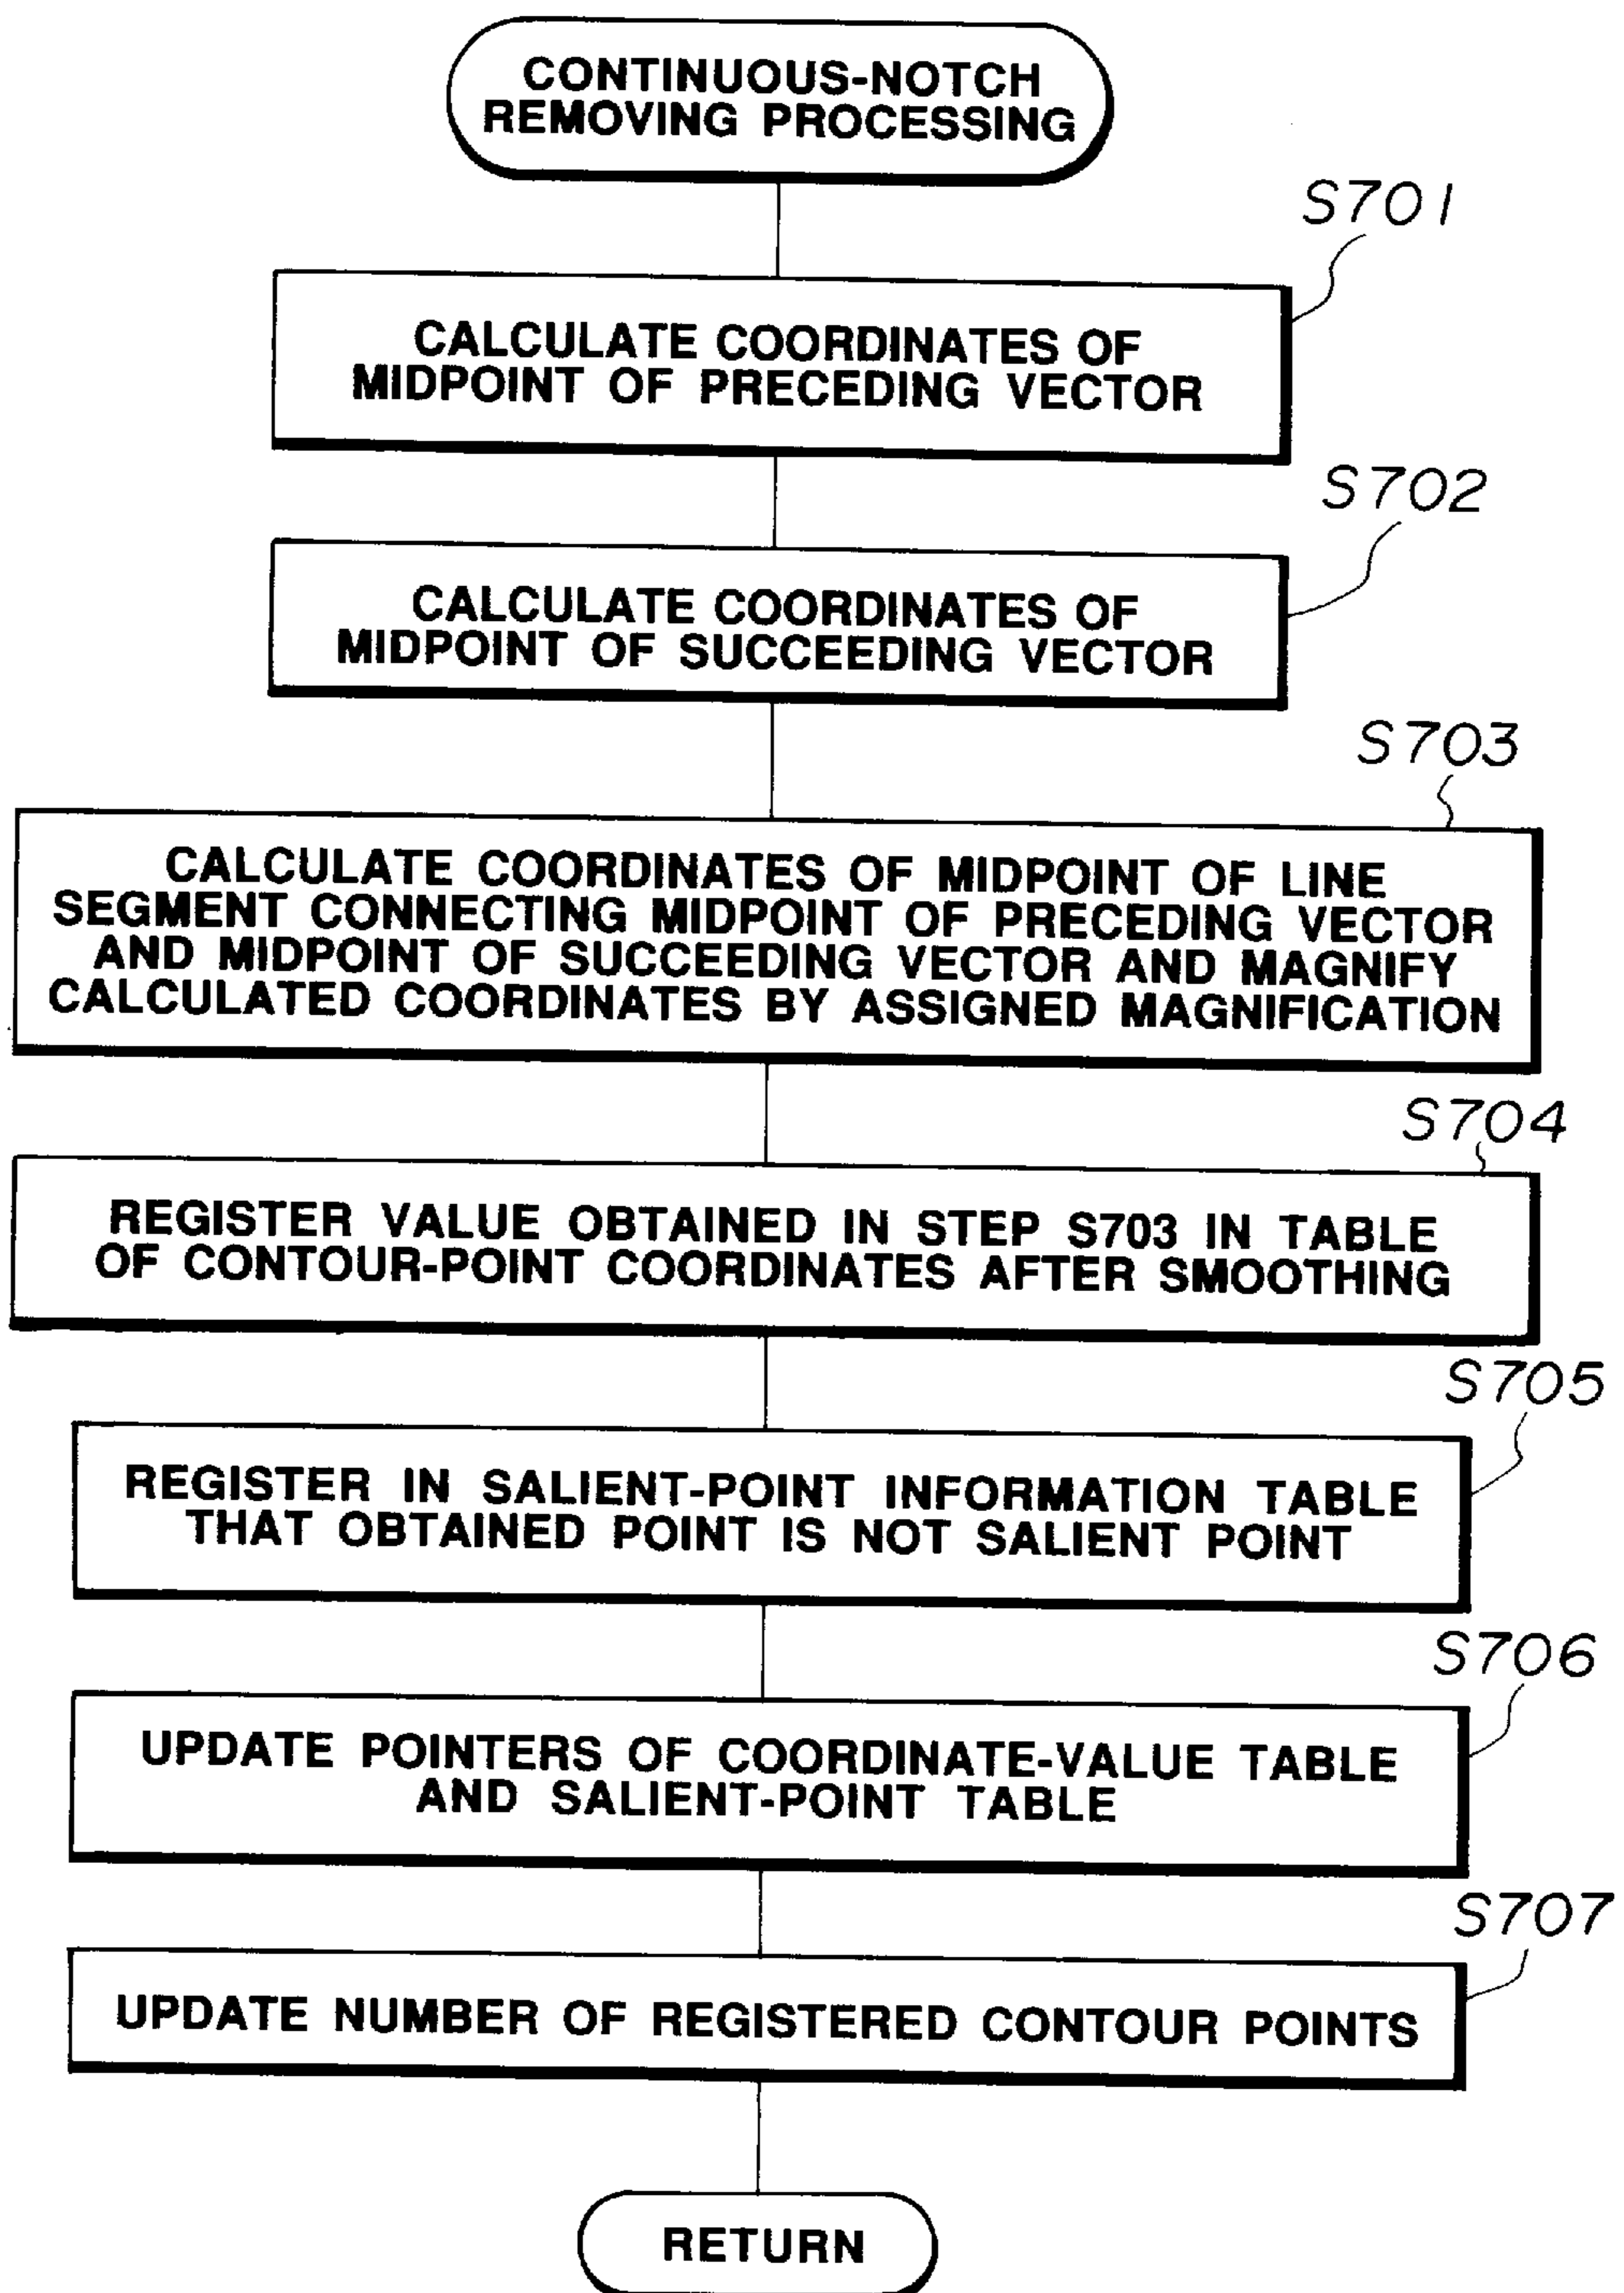 CONTINUOUS-NOTCH
REMOVING PROCESSING
S701
CALCULATE COORDINATES OF
MIDPOINT OF PRECEDING VECTOR
S702
CALCULATE COORDINATES OF
MIDPOINT OF SUCCEEDING VECTOR
S703
CALCULATE COORDINATES OF MIDPOINT OF LINE
SEGMENT CONNECTING MIDPOINT OF PRECEDING VECTOR
AND MIDPOINT OF SUCCEEDING VECTOR AND MAGNIFY
CALCULATED COORDINATES BY ASSIGNED MAGNIFICATION
S704
REGISTER VALUE OBTAINED IN STEP S703 IN TABLE
OF CONTOUR-POINT COORDINATES AFTER SMOOTHING
S705
REGISTER IN SALIENT-POINT INFORMATION TABLE
THAT OBTAINED POINT IS NOT SALIENT POINT
S706
UPDATE POINTERS OF COORDINATE-VALUE TABLE
AND SALIENT-POINT TABLE
S707
UPDATE NUMBER OF REGISTERED CONTOUR POINTS
RETURN